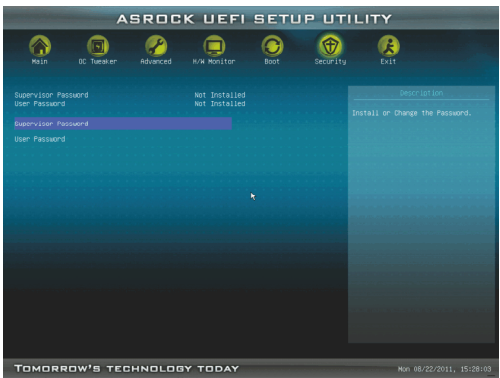 ASROCK UEFI SETUP UTILITY
Main OC Tweaker Advanced H/W Monitor Boot Security Exit
Supervisor Password Not Installed
User Password Not Installed
Supervisor Password
User Password
Description
Install or Change the Password.
TOMORROW'S TECHNOLOGY TODAY
Mon 08/22/2011, 15:28:03